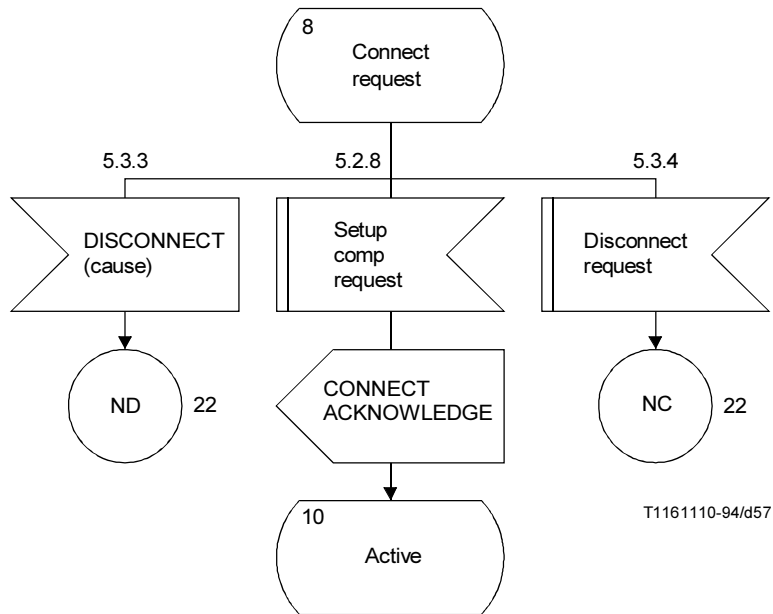 8
Connect
request
5.3.3
5.2.8
5.3.4
DISCONNECT
(cause)
Setup
comp
request
Disconnect
request
ND
22
CONNECT
ACKNOWLEDGE
NC
22
T1161110-94/d57
10
Active